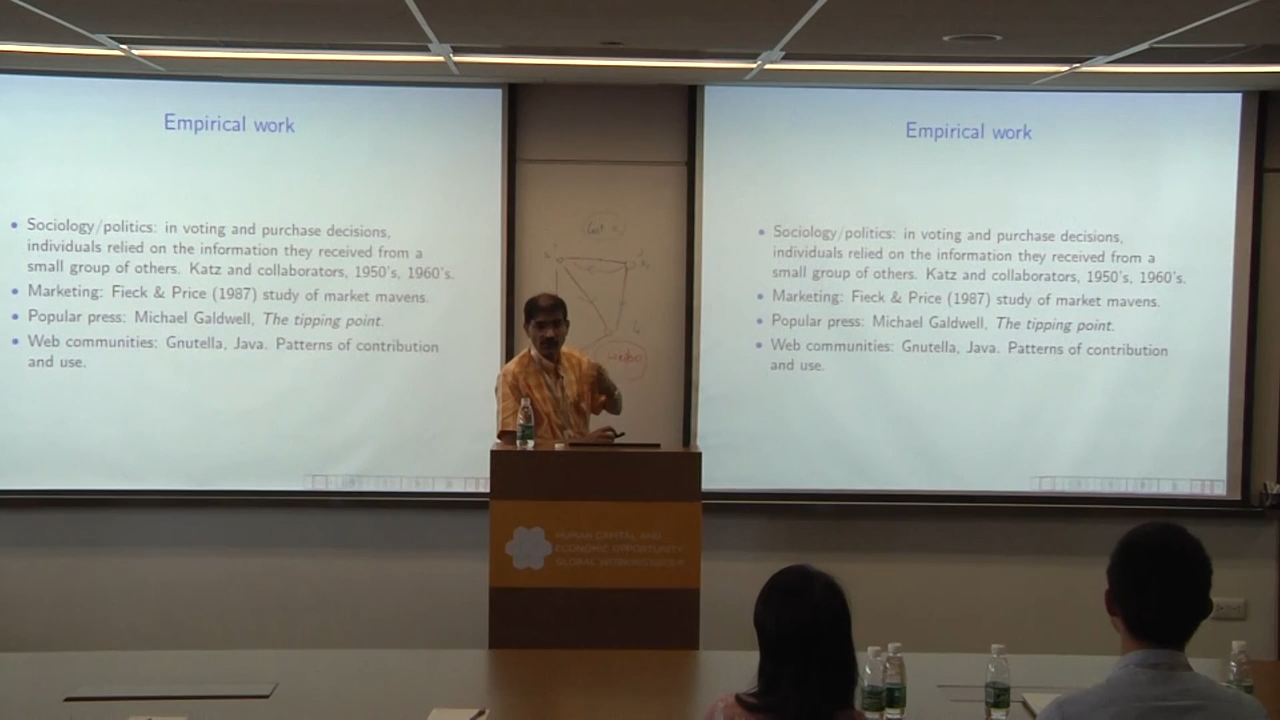 Empirical work
Sociology/politics: in voting and purchase decisions,
individuals relied on the information they received from a
small group of others. Katz and collaborators, 1950's, 1960's.
Marketing: Fieck & Price (1987) study of market mavens.
Popular press: Michael Galdwell, The tipping point.
Web communities: Gnutella, Java. Patterns of contribution
and use.
HUMAN CAPITAL AND
ECONOMIC OPPORTUNITY
GLOBAL WORKING GROUP
Empirical work
Sociology/politics: in voting and purchase decisions,
individuals relied on the information they received from a
small group of others. Katz and collaborators, 1950's, 1960's.
Marketing: Fieck & Price (1987) study of market mavens.
Popular press: Michael Galdwell, The tipping point.
Web communities: Gnutella, Java. Patterns of contribution
and use.